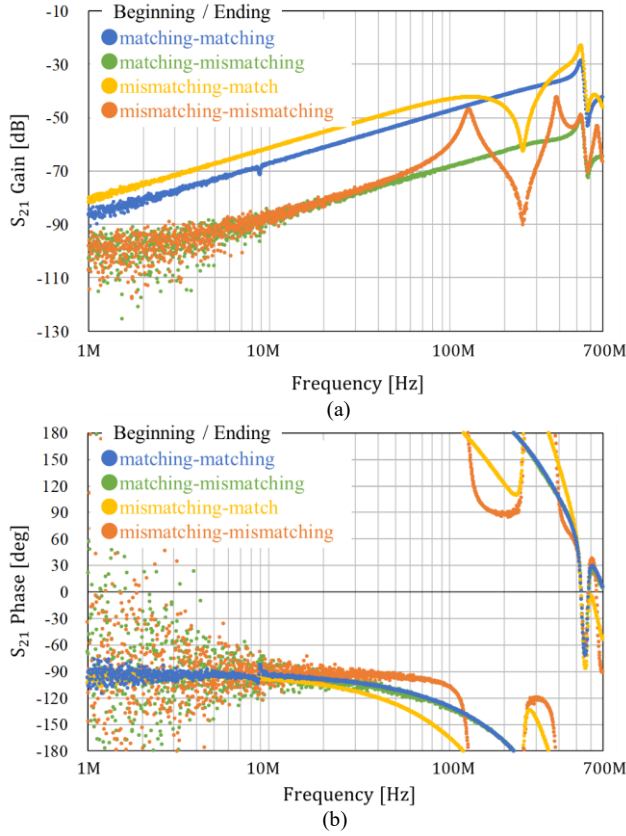 Beginning / Ending
matching-matching
matching-mismatching
mismatching-match
mismatching-mismatching
-10
-30
-50
-70
-90
-110
-130
S21 Gain [dB]
1M 10M 100M 700M
Frequency [Hz]
(a)
Beginning / Ending
matching-matching
matching-mismatching
mismatching-match
mismatching-mismatching
180
150
120
90
60
30
0
-30
-60
-90
-120
-150
-180
S21 Phase [deg]
1M 10M 100M 700M
Frequency [Hz]
(b)